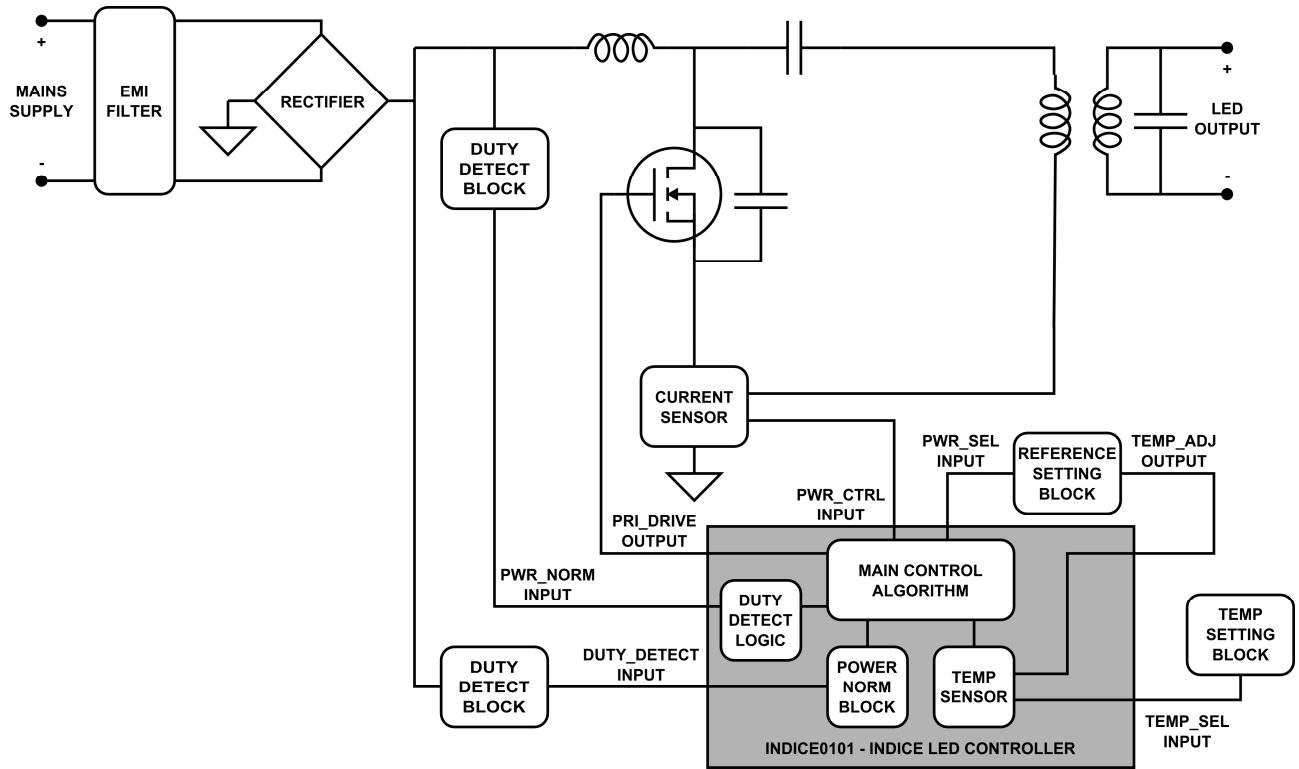 +
MAINS
SUPPLY
-
EMI
FILTER
RECTIFIER
DUTY
DETECT
BLOCK
+
LED
OUTPUT
-
CURRENT
SENSOR
PWR_SEL
INPUT
REFERENCE
SETTING
BLOCK
TEMP_ADJ
OUTPUT
PWR_CTRL
INPUT
PRI_DRIVE
OUTPUT
MAIN CONTROL
ALGORITHM
PWR_NORM
INPUT
DUTY
DETECT
LOGIC
TEMP
SETTING
BLOCK
DUTY
DETECT
BLOCK
DUTY_DETECT
INPUT
POWER
NORM
BLOCK
TEMP
SENSOR
TEMP_SEL
INPUT
INDICE0101 - INDICE LED CONTROLLER